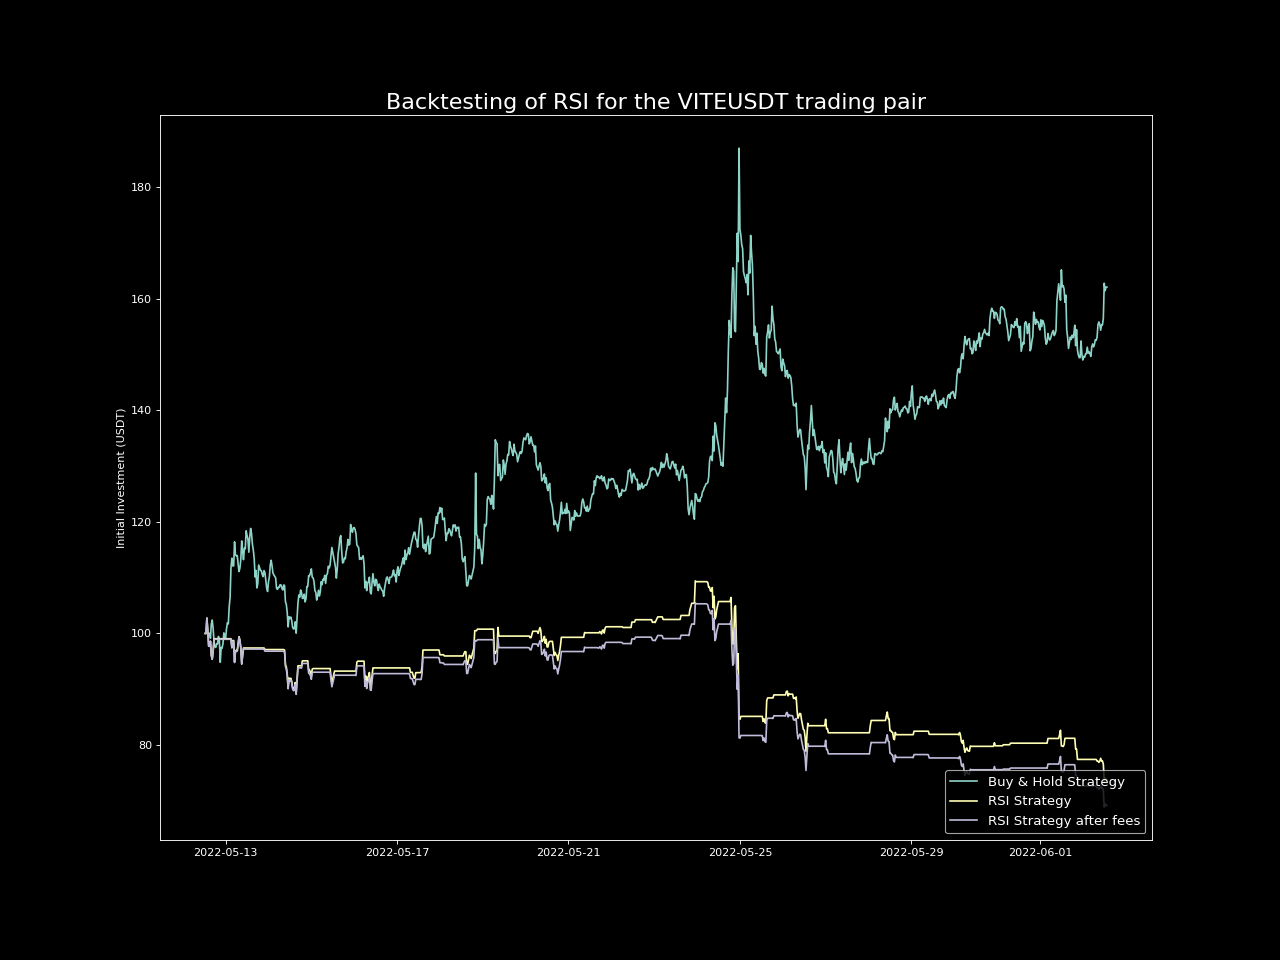 Backtesting of RSI for the VITEUSDT trading pair
Initial Investment (USDT)
180
160
140
120
100
80
2022-05-13
2022-05-17
2022-05-21
2022-05-25
2022-05-29
2022-06-01
Buy & Hold Strategy
RSI Strategy
RSI Strategy after fees